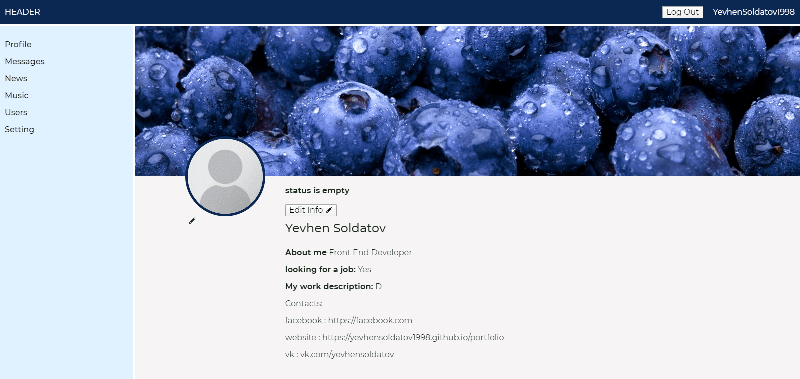 HEADER
Log Out YevhenSoldatov1998
Profile
Messages
News
Music
Users
Setting
status is empty
Edit Info
Yevhen Soldatov
About me Front End Developer
looking for a job: Yes
My work description: D
Contacts:
facebook : https://facebook.com
website : https://yevhensoldatov1998.github.io/portfolio
vk : vk.com/yevhensoldatov